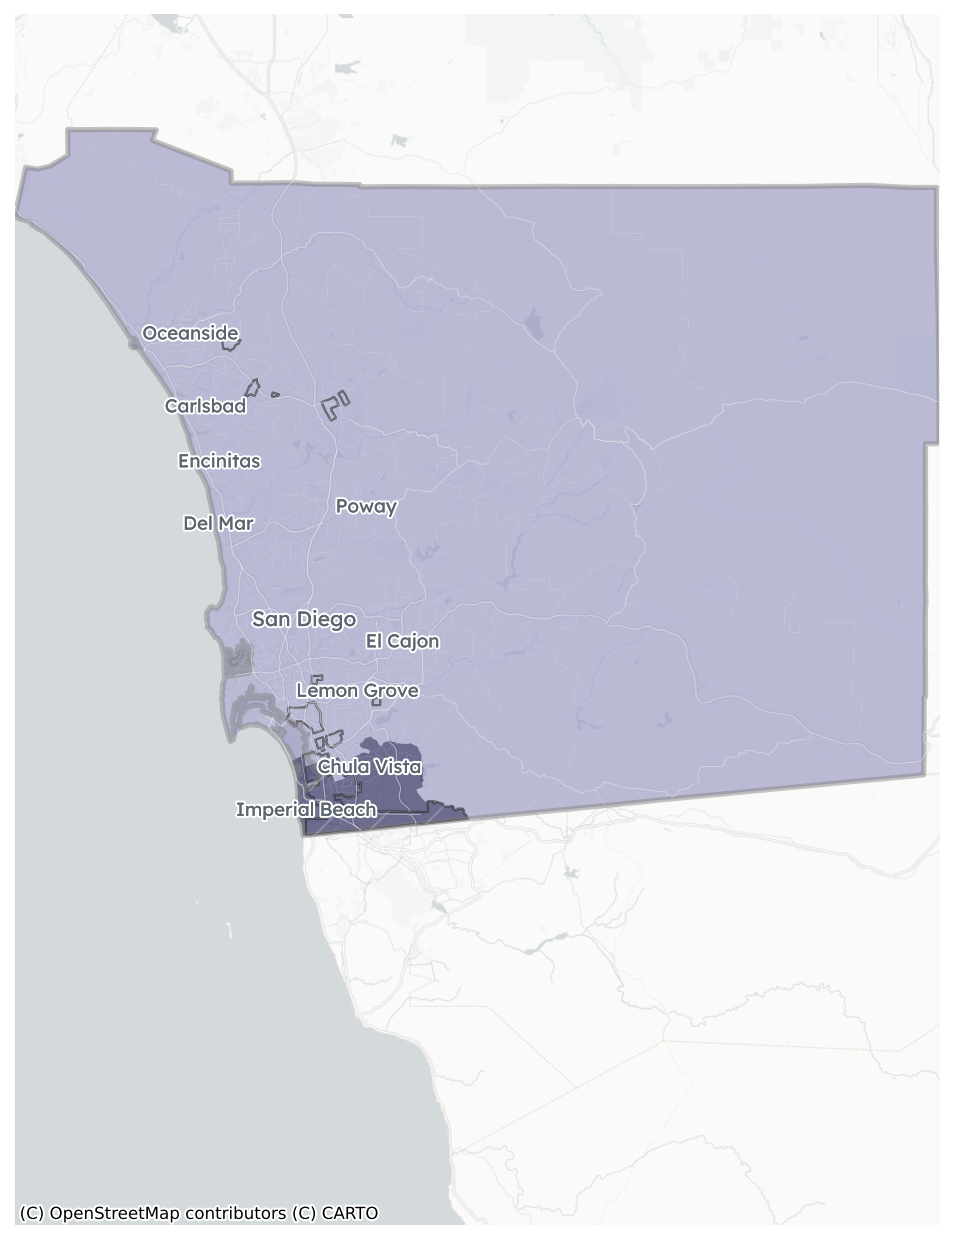 Oceanside
Carlsbad
Encinitas
Poway
Del Mar
San Diego
El Cajon
Lemon Grove
Chula Vista
Imperial Beach
(C) OpenStreetMap contributors (C) CARTO